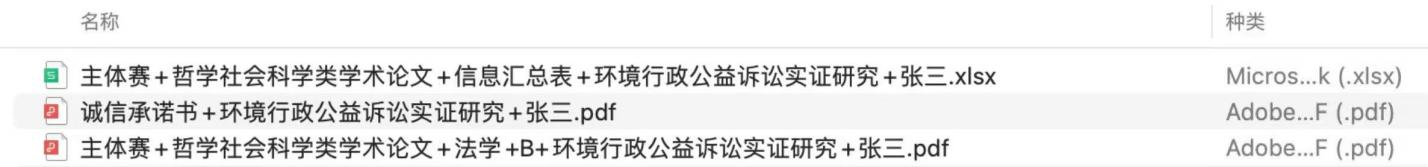 名称 种类
主体赛+哲学社会科学类学术论文+信息汇总表+环境行政公益诉讼实证研究+张三.xlsx Micros...k (.xlsx)
诚信承诺书+环境行政公益诉讼实证研究+张三.pdf Adobe...F (.pdf)
主体赛+哲学社会科学类学术论文+法学+B+环境行政公益诉讼实证研究+张三.pdf Adobe...F (.pdf)